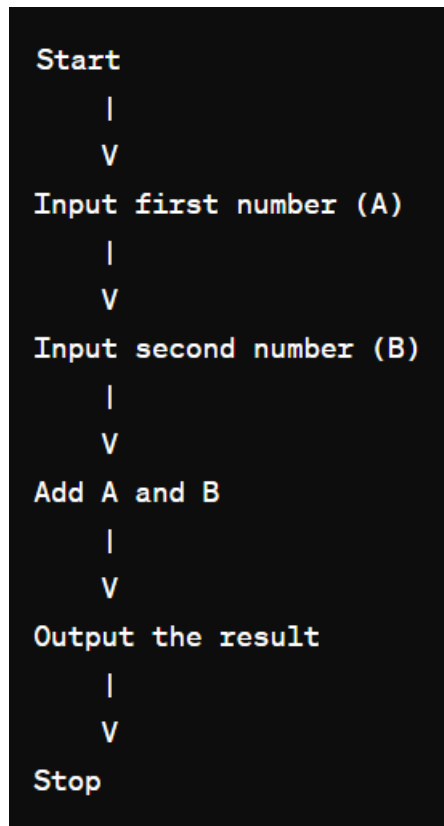 Start
|
V
Input first number (A)
|
V
Input second number (B)
|
V
Add A and B
|
V
Output the result
|
V
Stop